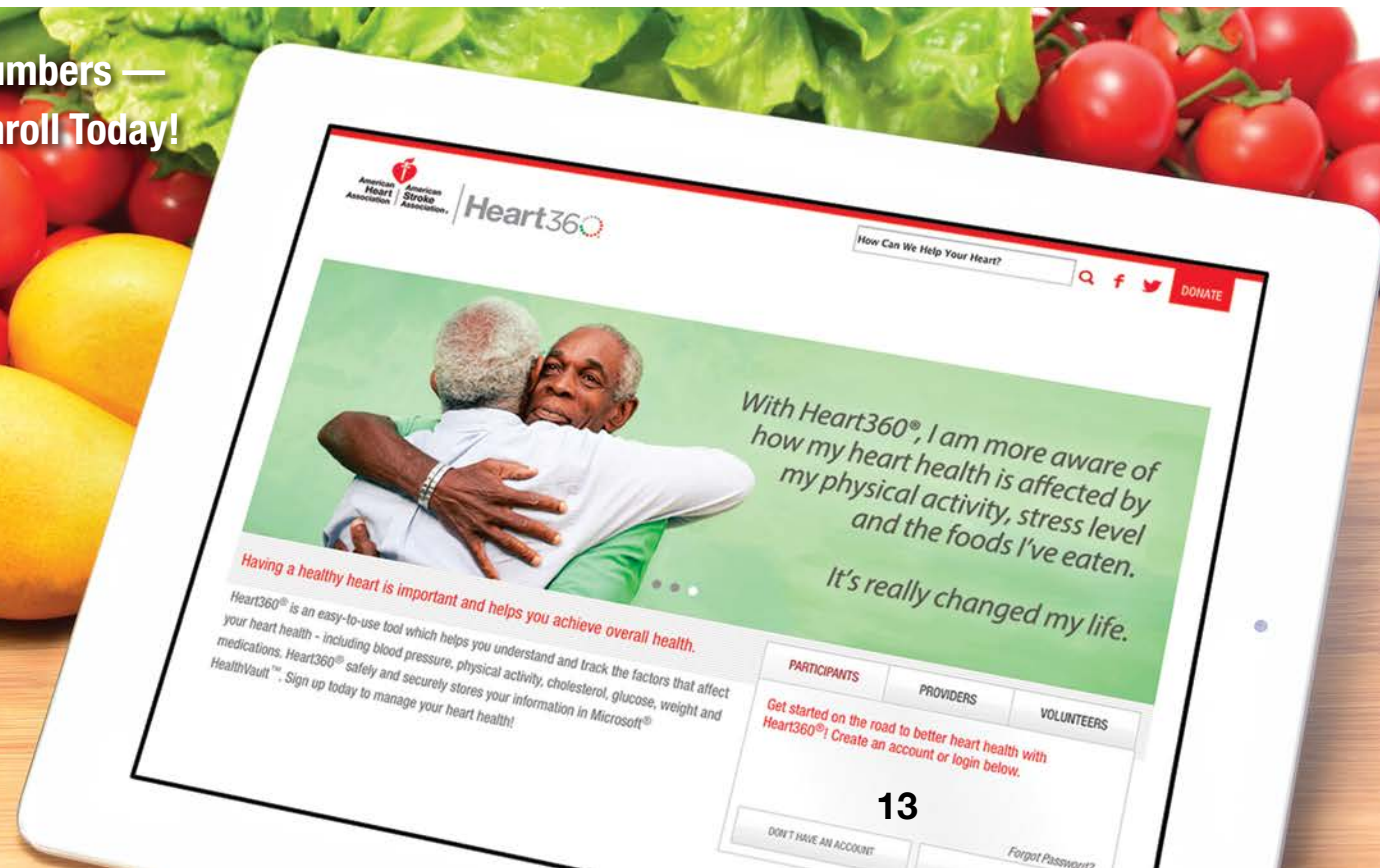 umbers —
nroll Today!
American
Heart
Association
American
Stroke
Association®
Heart360
How Can We Help Your Heart?
DONATE
With Heart360®, I am more aware of
how my heart health is affected by
my physical activity, stress level
and the foods I've eaten.
It's really changed my life.
Having a healthy heart is important and helps you achieve overall health.
Heart360® is an easy-to-use tool which helps you understand and track the factors that affect
your heart health - including blood pressure, physical activity, cholesterol, glucose, weight and
medications. Heart360® safely and securely stores your information in Microsoft®
HealthVault™. Sign up today to manage your heart health!
PARTICIPANTS
PROVIDERS
VOLUNTEERS
Get started on the road to better heart health with
Heart360®! Create an account or login below.
13
DON'T HAVE AN ACCOUNT
Forgot Password?